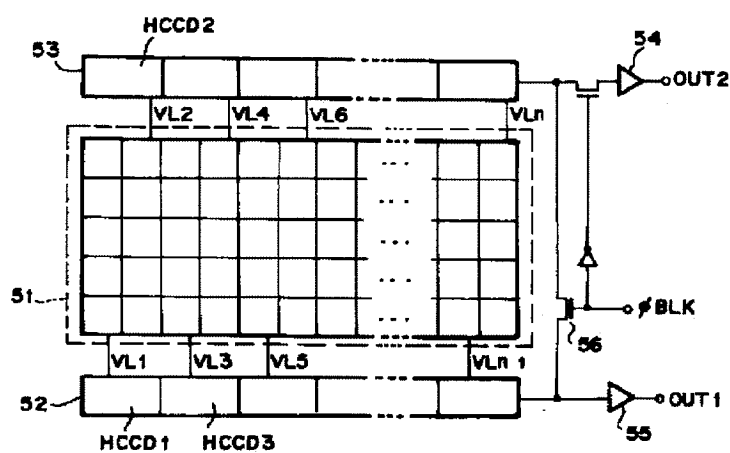 HCCD2
53
54
OUT2
VL2 VL4 VL6 VLn
51
φBLK
56
VL1 VL3 VL5 VLn 1
52
OUT1
HCCD1 HCCD3
55